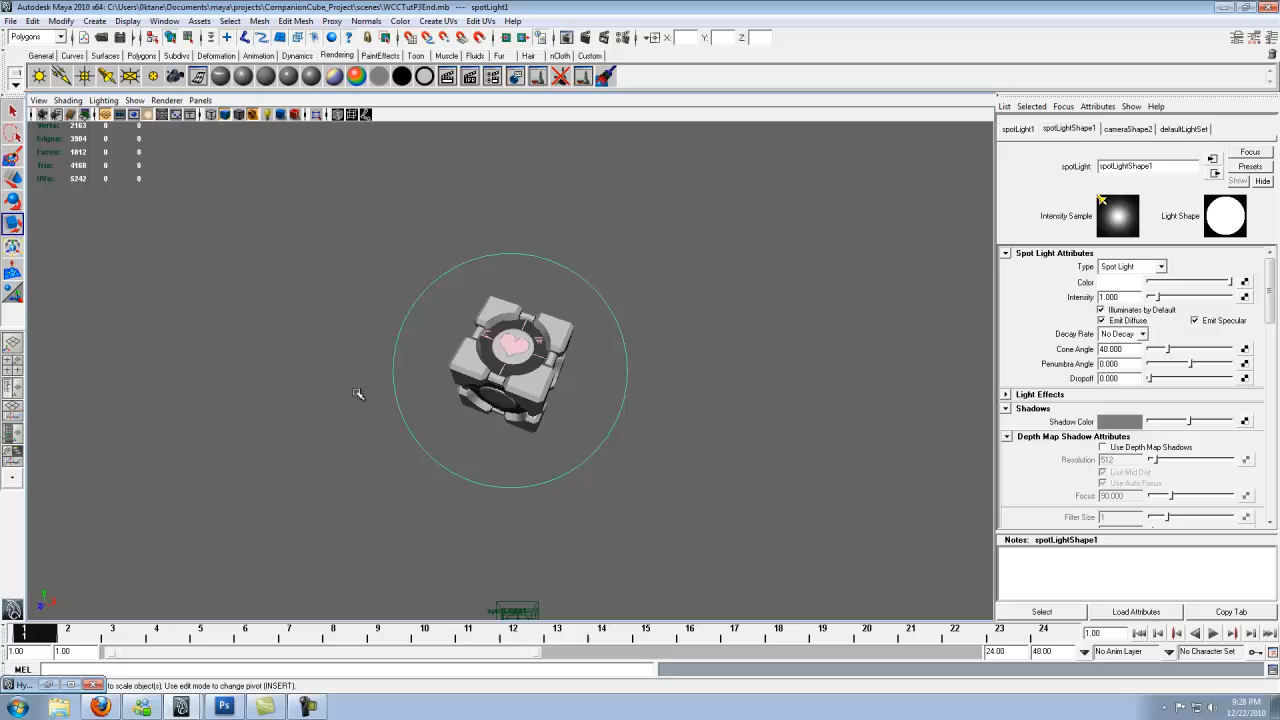 Autodesk Maya 2010 x64: C:\Users\0ktane\Documents\maya\projects\CompanionCube_Project\scenes\WCCTutP3End.mb --- spotLight1
File Edit Modify Create Display Window Assets Select Mesh Edit Mesh Proxy Normals Color Create UVs Edit UVs Help
Polygons X: Y: Z:
General Curves Surfaces Polygons Subdivs Deformation Animation Dynamics Rendering PaintEffects Toon Muscle Fluids Fur Hair nCloth Custom
View Shading Lighting Show Renderer Panels
List Selected Focus Attributes Show Help
Verts: 2163 0 0
Edges: 3904 0 0
Faces: 1812 0 0
Tris: 4168 0 0
UVs: 5242 0 0
spotLight1 spotLightShape1 cameraShape2 defaultLightSet
Focus
spotLight: spotLightShape1 Presets
Show Hide
Intensity Sample Light Shape
Spot Light Attributes
Type Spot Light
Color
Intensity 1.000
Illuminates by Default
Emit Diffuse Emit Specular
Decay Rate No Decay
Cone Angle 40.000
Penumbra Angle 0.000
Dropoff 0.000
Light Effects
Shadows
Shadow Color
Depth Map Shadow Attributes
Use Depth Map Shadows
Resolution 512
Use Mid Dist
Use Auto Focus
Focus 90.000
Filter Size 1
Notes: spotLightShape1
Select Load Attributes Copy Tab
y
z x
1 2 3 4 5 6 7 8 9 10 11 12 13 14 15 16 17 18 19 20 21 22 23 24
1 1.00
1.00 1.00 24.00 48.00 No Anim Layer No Character Set
MEL
Hy... to scale object(s). Use edit mode to change pivot (INSERT).
Ps
9:28 PM
12/22/2010